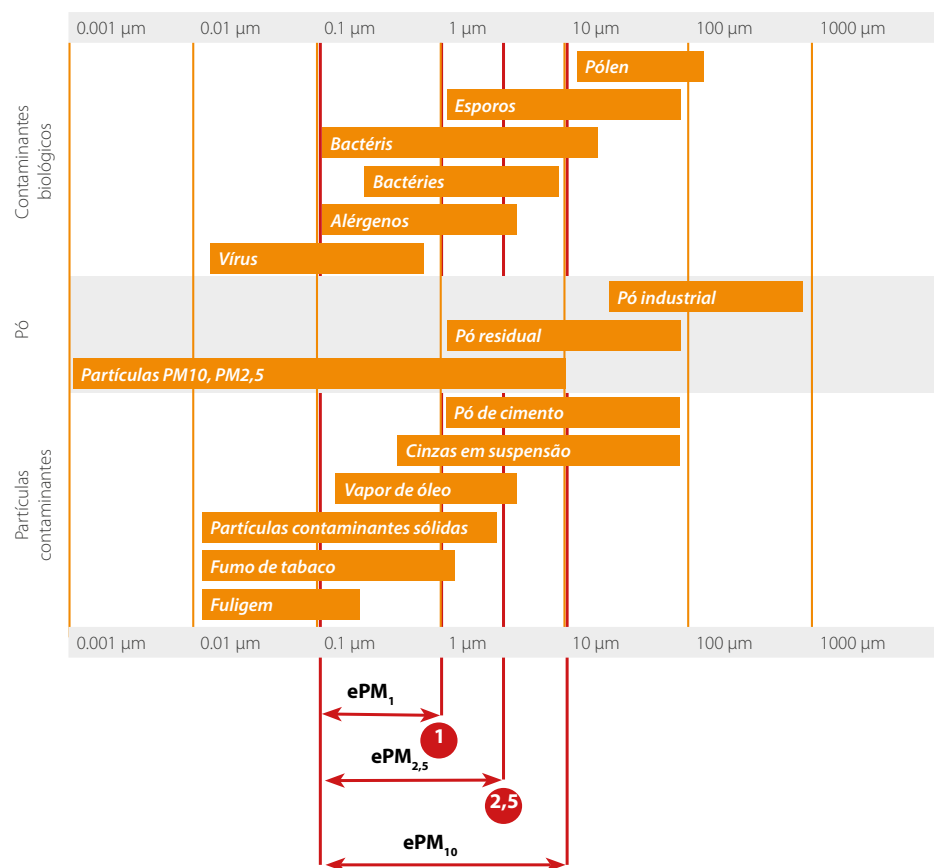 0.001 µm 0.01 µm 0.1 µm 1 µm 10 µm 100 µm 1000 µm
Contaminantes
biológicos
Pólen
Esporos
Bactéris
Bactéries
Alérgenos
Vírus
Pó
Pó industrial
Pó residual
Partículas PM10, PM2,5
Partículas
contaminantes
Pó de cimento
Cinzas em suspensão
Vapor de óleo
Partículas contaminantes sólidas
Fumo de tabaco
Fuligem
0.001 µm 0.01 µm 0.1 µm 1 µm 10 µm 100 µm 1000 µm
ePM1
1
ePM2,5
2,5
ePM10